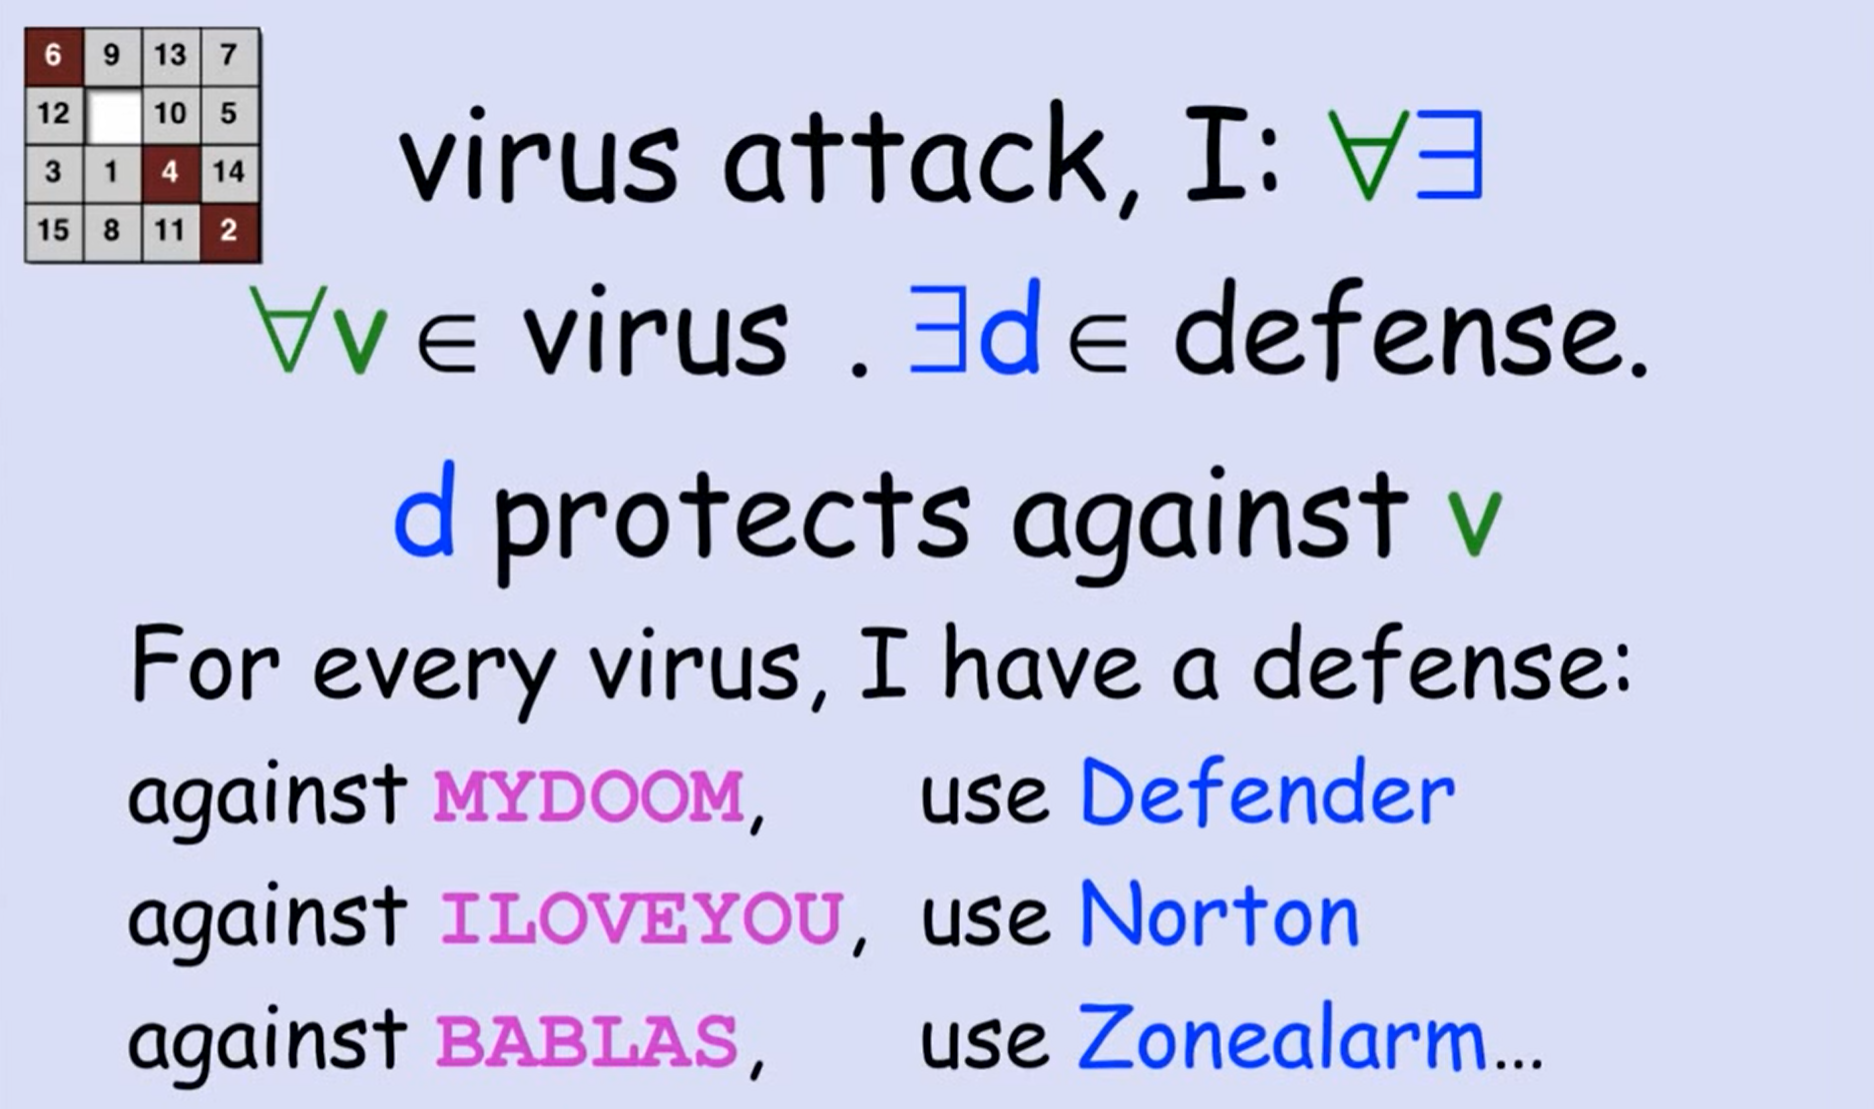 6 9 13 7
12 10 5
3 1 4 14
15 8 11 2
virus attack, I: ∀∃
∀v ∈ virus . ∃d ∈ defense.
d protects against v
For every virus, I have a defense:
against MYDOOM, use Defender
against ILOVEYOU, use Norton
against BABLAS, use Zonealarm...